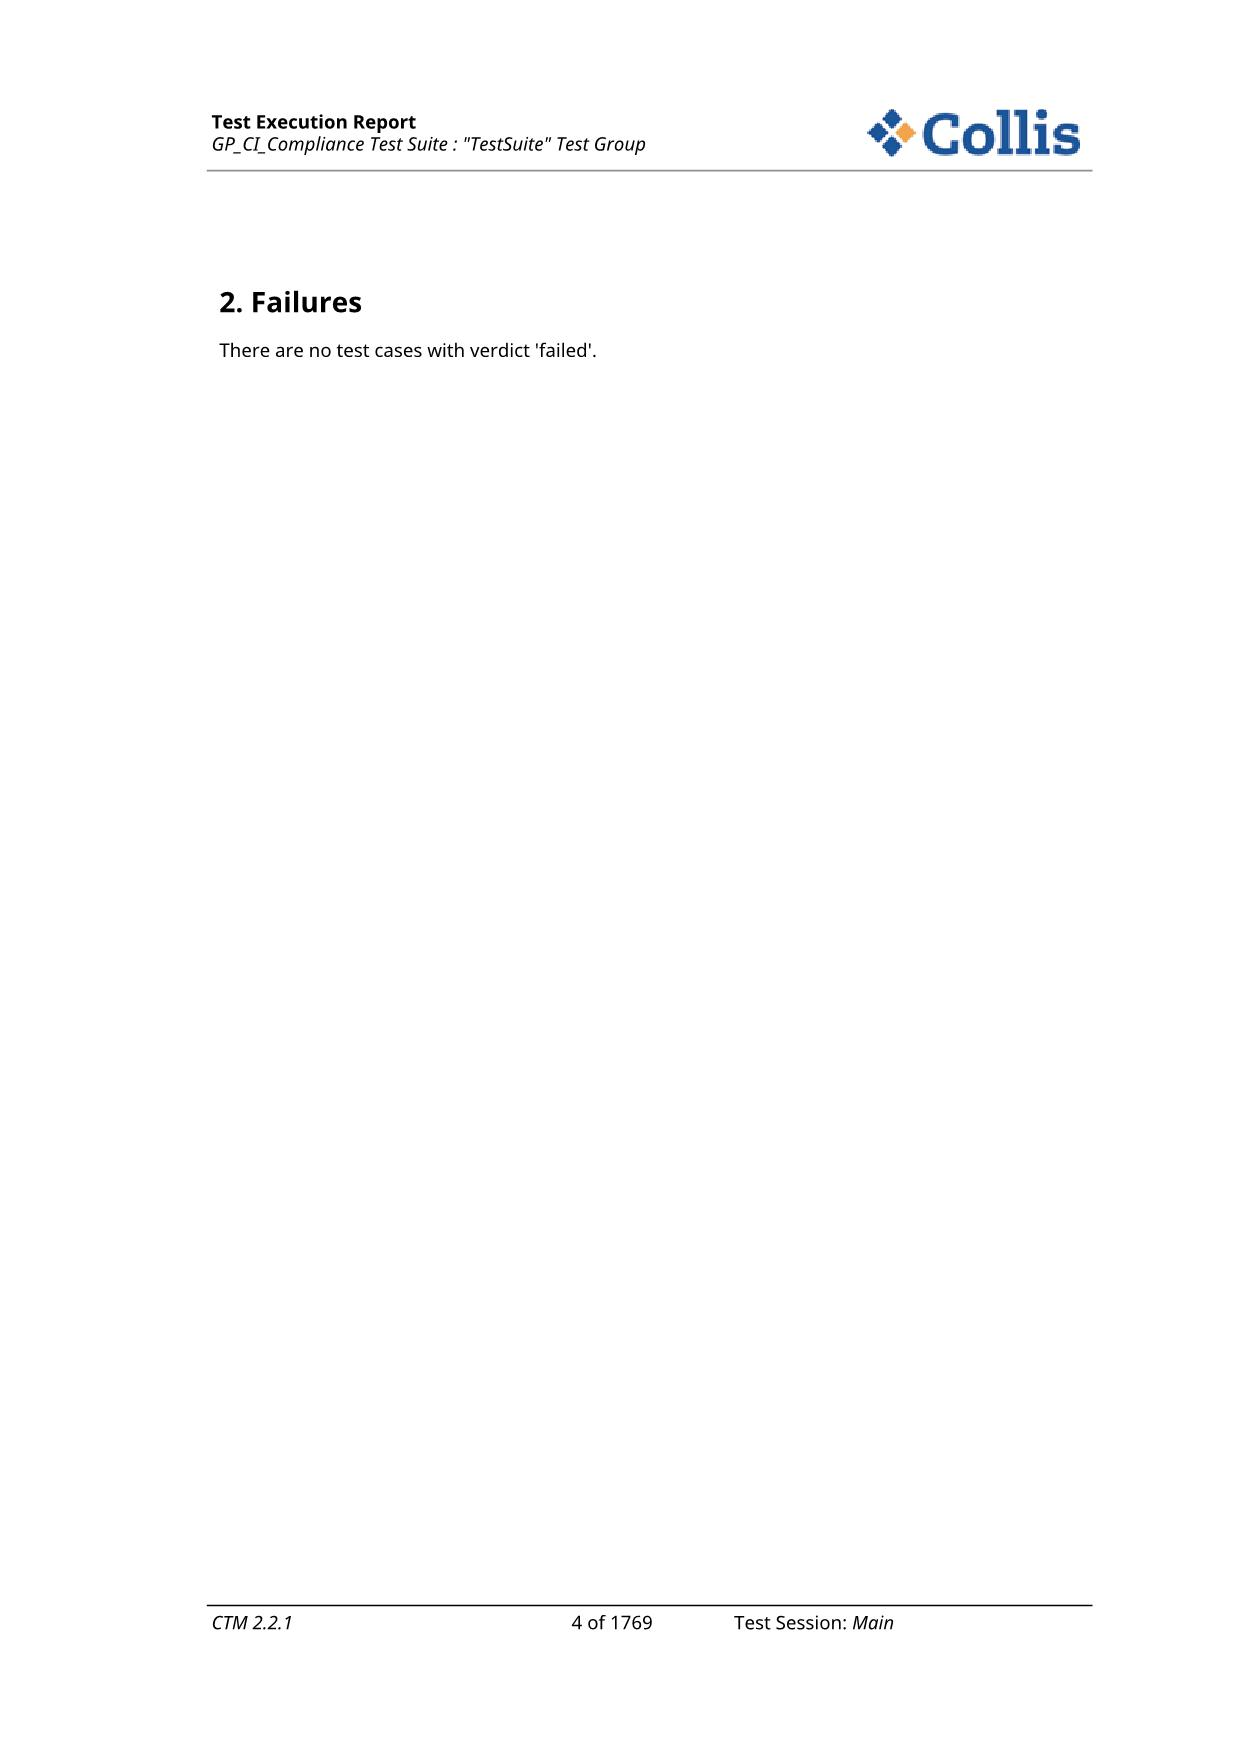 Test Execution Report
GP_CI_Compliance Test Suite : "TestSuite" Test Group
Collis
2. Failures
There are no test cases with verdict 'failed'.
CTM 2.2.1 4 of 1769 Test Session: Main